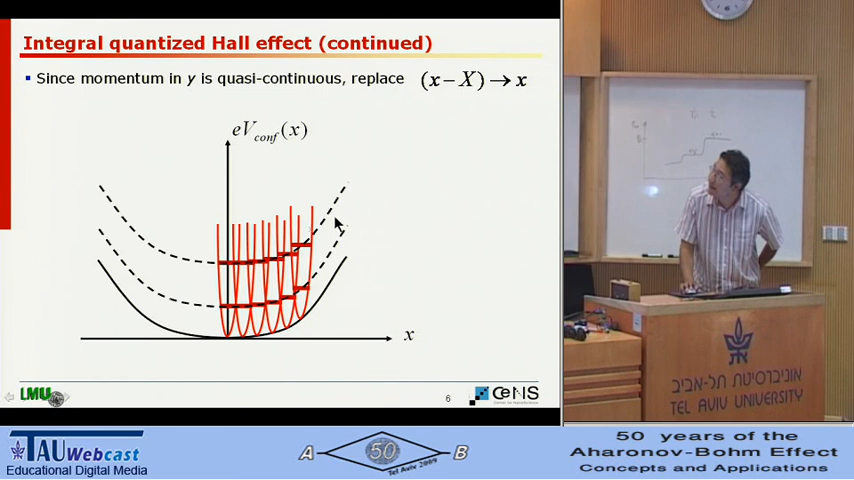 Integral quantized Hall effect (continued)
Since momentum in y is quasi-continuous, replace (x – X) → x
eVconf(x)
x
LMU
6
CeNS
אוניברסיטת תל-אביב
TEL AVIV UNIVERSITY
TAU Webcast
Educational Digital Media
A 50 B
Tel Aviv 2009
50 years of the
Aharonov-Bohm Effect
Concepts and Applications